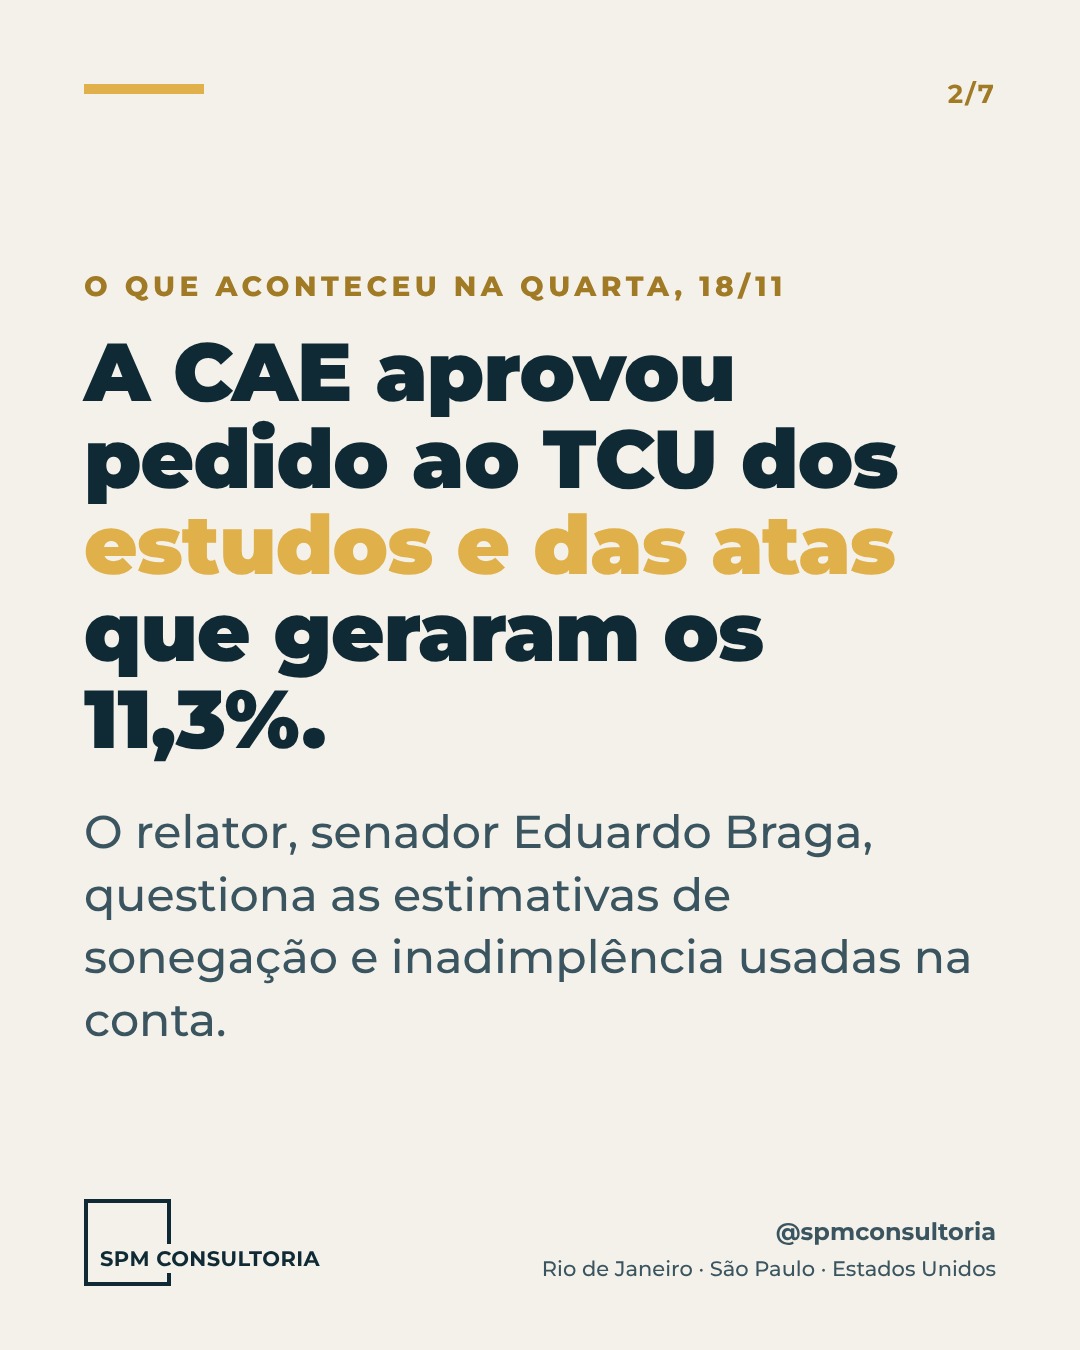 2/7
O QUE ACONTECEU NA QUARTA, 18/11
A CAE aprovou
pedido ao TCU dos
estudos e das atas
que geraram os
11,3%.
O relator, senador Eduardo Braga,
questiona as estimativas de
sonegação e inadimplência usadas na
conta.
SPM CONSULTORIA
@spmconsultoria
Rio de Janeiro · São Paulo · Estados Unidos